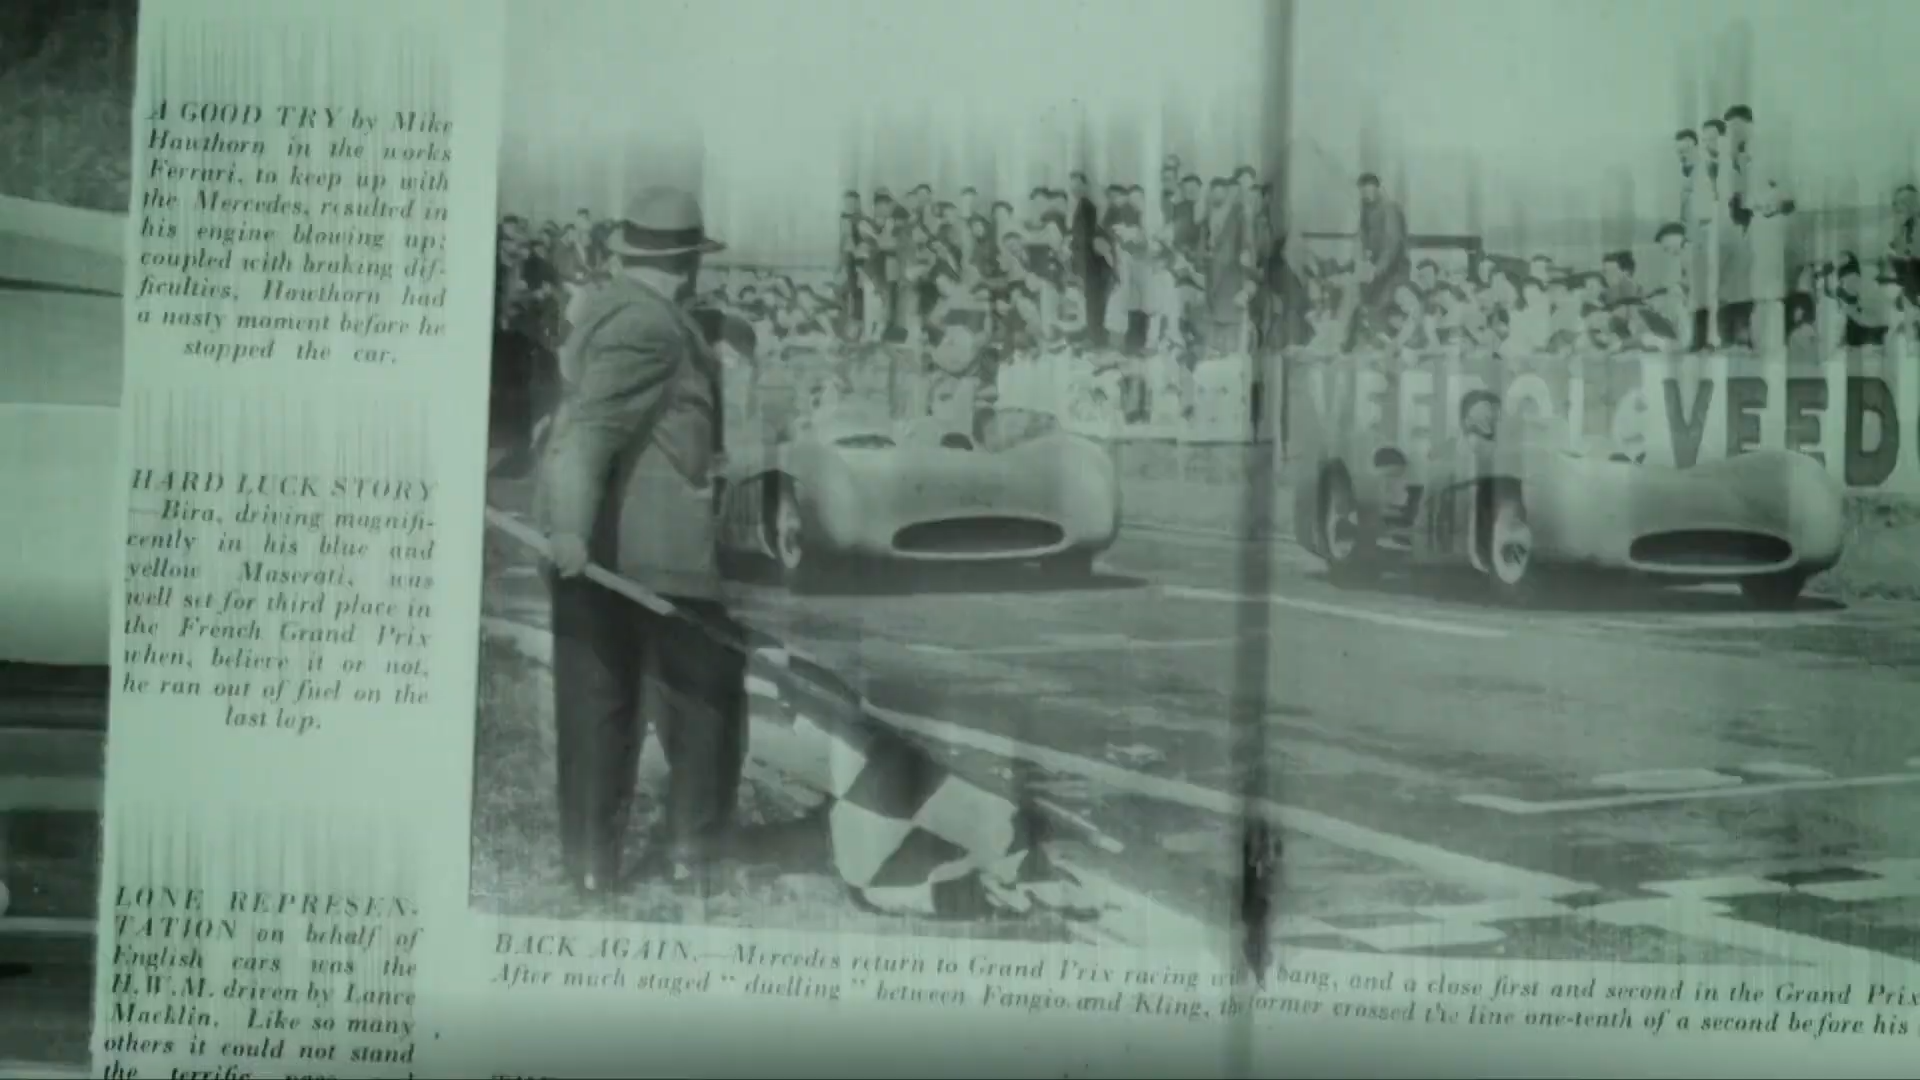 A GOOD TRY by Mike
Hawthorn in the works
Ferrari, to keep up with
the Mercedes, resulted in
his engine blowing up;
coupled with braking dif-
ficulties, Hawthorn had
a nasty moment before he
stopped the car.
HARD LUCK STORY
—Bira, driving magnifi-
cently in his blue and
yellow Maserati, was
well set for third place in
the French Grand Prix
when, believe it or not,
he ran out of fuel on the
last lap.
LONE REPRESEN-
TATION on behalf of
English cars was the
H.W.M. driven by Lance
Macklin. Like so many
others it could not stand
the terrific
VEEDOL
VEED
BACK AGAIN.—Mercedes return to Grand Prix racing bang, and a close first and second in the Grand Prix
After much staged "duelling" between Fangio and Kling, the former crossed the line one-tenth of a second before his